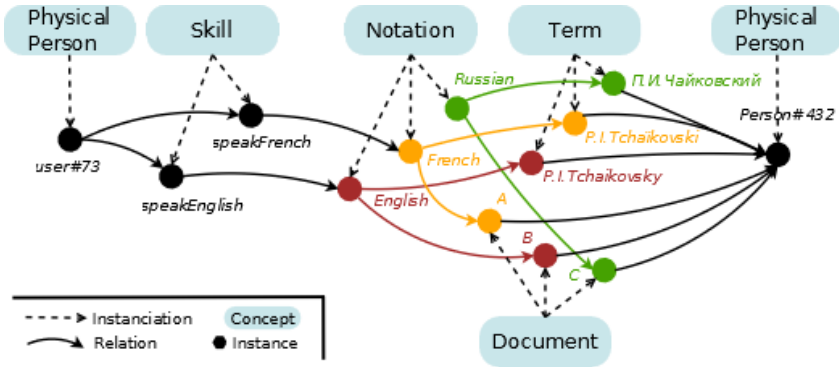 Physical
Person
Skill
Notation
Term
Physical
Person
Russian
П.И.Чайковский
Person#432
user#73
speakFrench
French
P.I.Tchaïkovski
speakEnglish
English
P.I.Tchaikovsky
A
B
C
Instanciation
Concept
Relation
Instance
Document